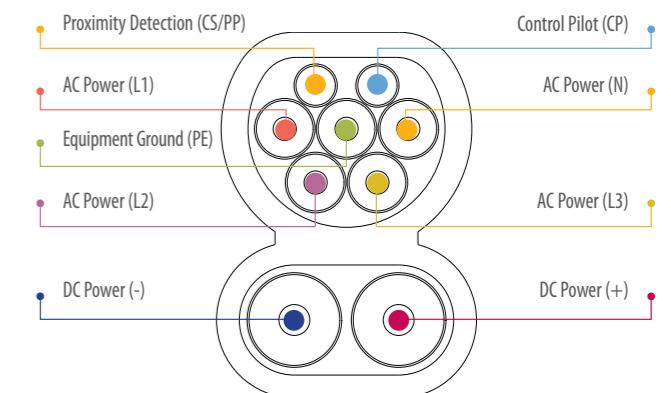 Proximity Detection (CS/PP)
Control Pilot (CP)
AC Power (L1)
AC Power (N)
Equipment Ground (PE)
AC Power (L2)
AC Power (L3)
DC Power (-)
DC Power (+)